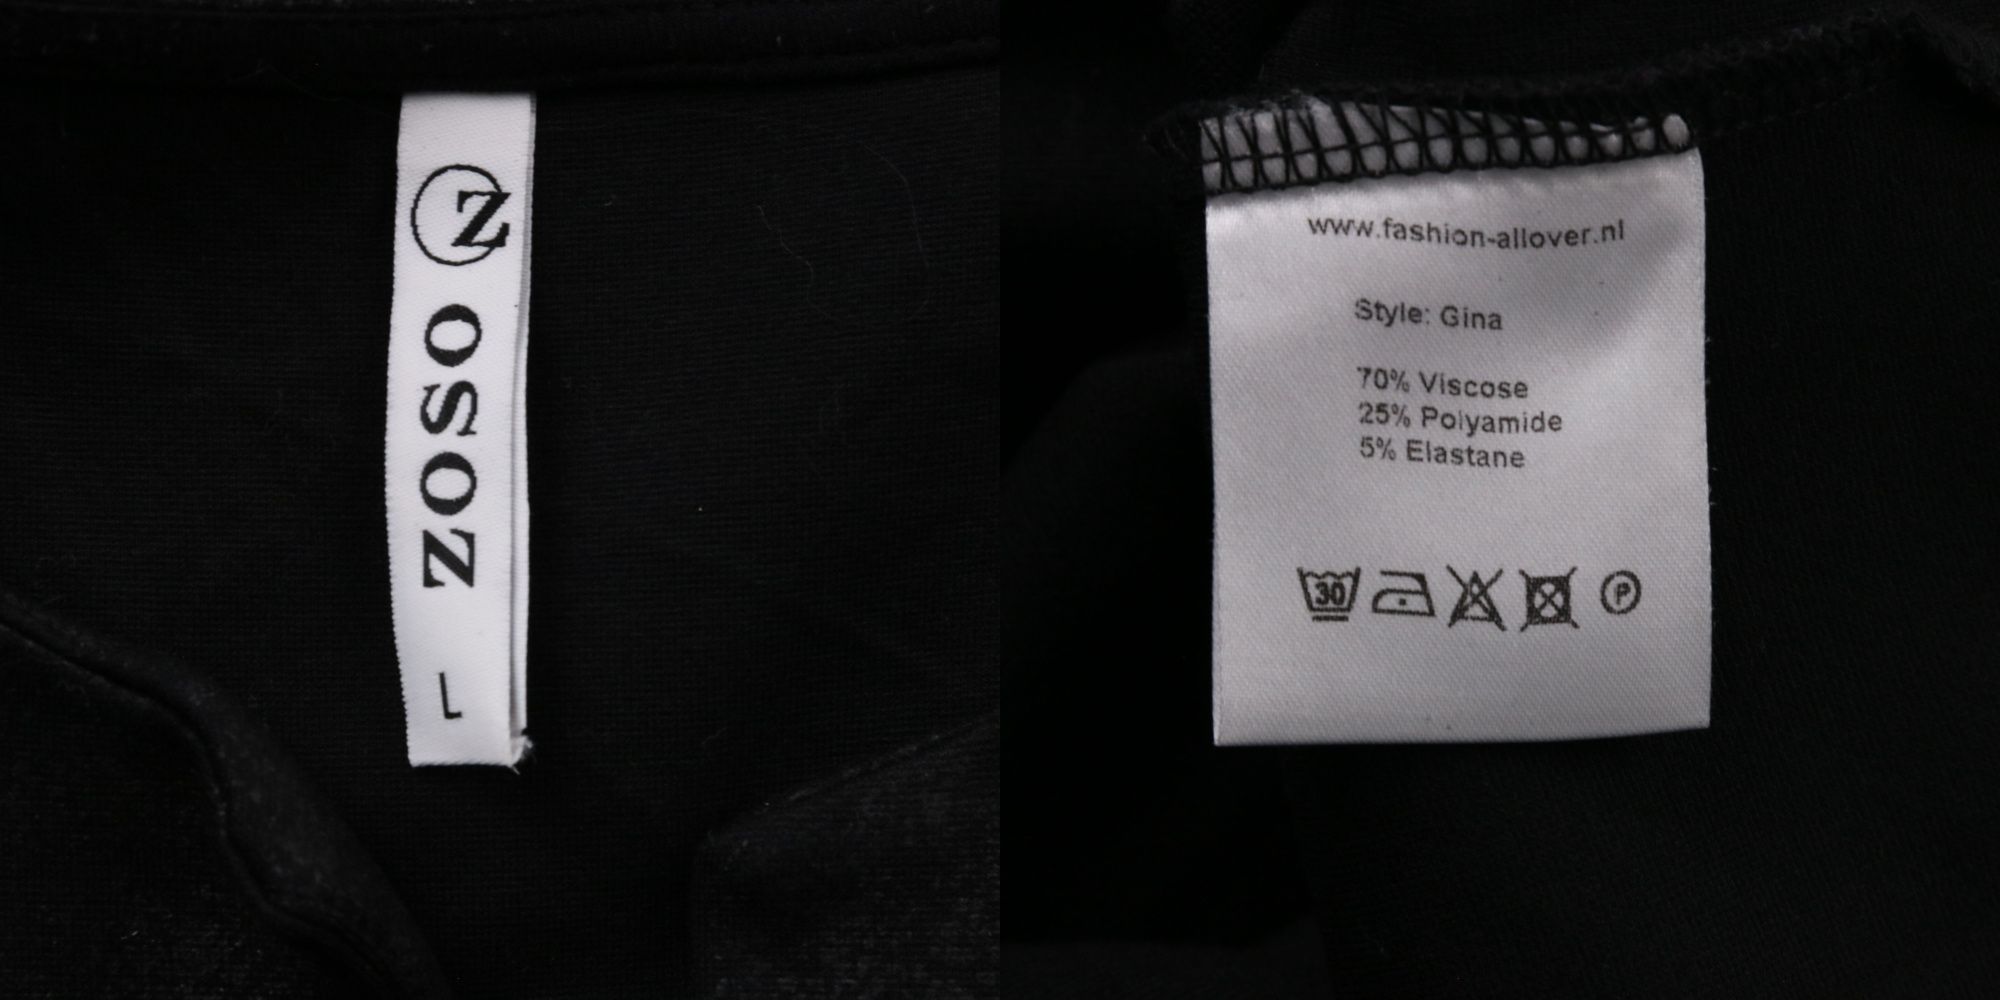 Z
ZOSO
L
www.fashion-allover.nl
Style: Gina
70% Viscose
25% Polyamide
5% Elastane
30
P